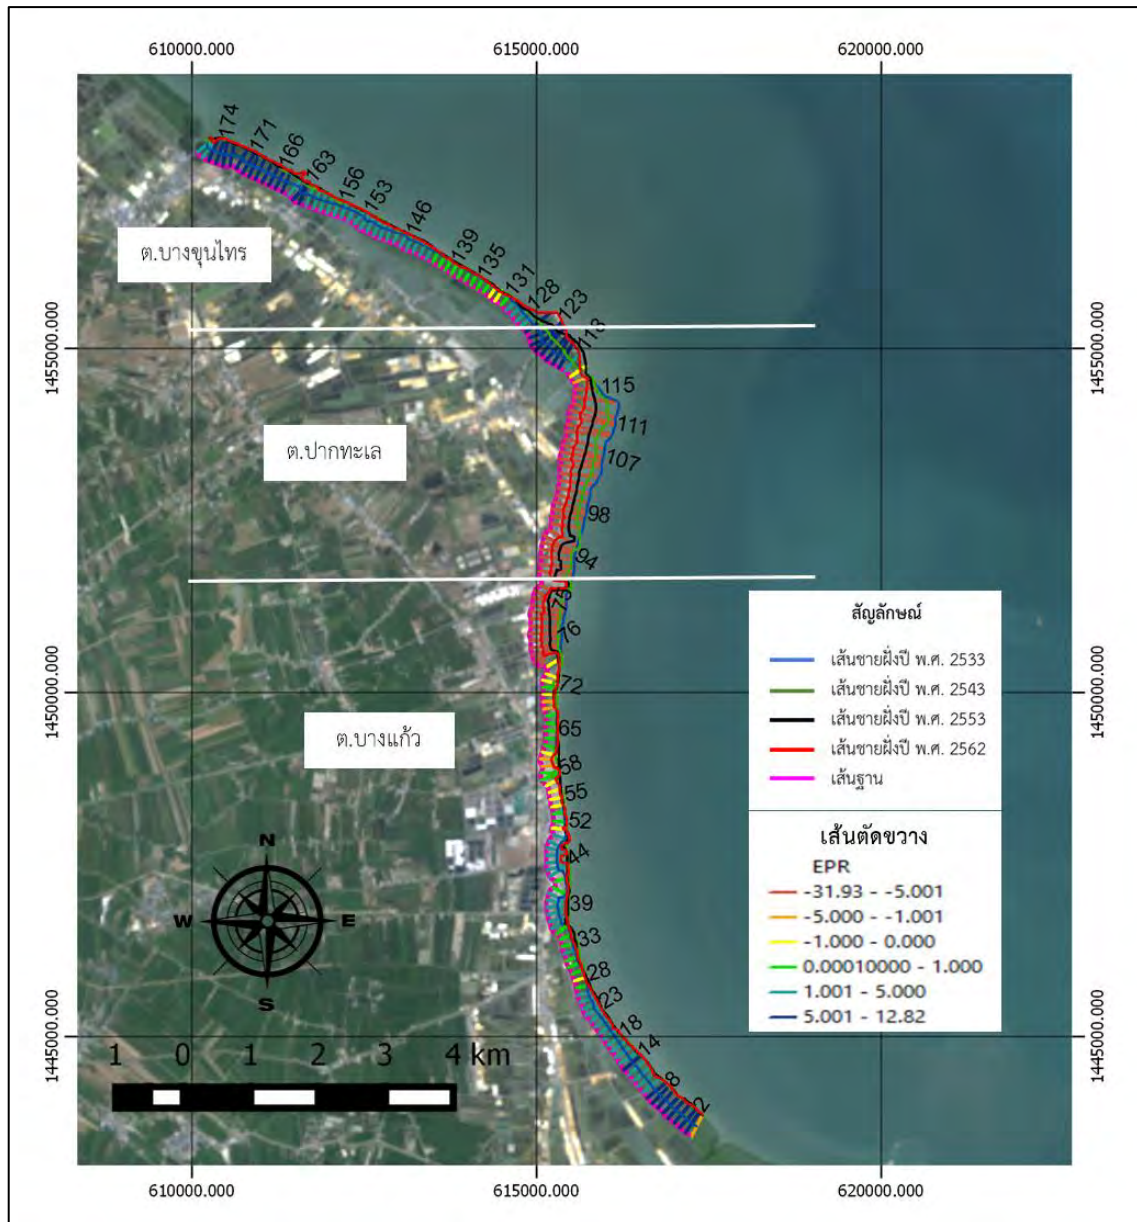 610000.000 615000.000 620000.000
174
171
166
163
156
153
146
139
135
131
128
123
113
ต.บางขุนไทร
1455000.000 1455000.000
115
111
107
ต.ปากทะเล
98
94
75
76
72
1450000.000 1450000.000
65
ต.บางแก้ว
58
55
52
44
39
33
28
23
18
14
8
2
สัญลักษณ์
เส้นชายฝั่งปี พ.ศ. 2533
เส้นชายฝั่งปี พ.ศ. 2543
เส้นชายฝั่งปี พ.ศ. 2553
เส้นชายฝั่งปี พ.ศ. 2562
เส้นฐาน
เส้นตัดขวาง
EPR
-31.93 - -5.001
-5.000 - -1.001
-1.000 - 0.000
0.00010000 - 1.000
1.001 - 5.000
5.001 - 12.82
N
W E
S
1445000.000 1445000.000
1 0 1 2 3 4 km
610000.000 615000.000 620000.000